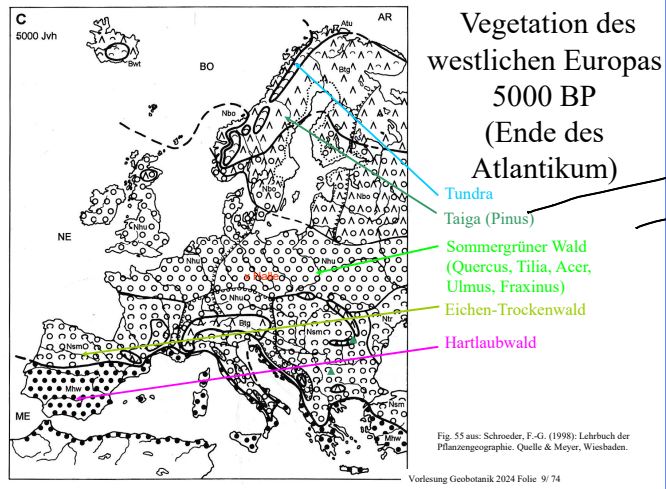 C
5000 Jvh
AR
Atu
Bwt
BO
Btg
Nbo
Nbo
Nbo
NE
Nhu
Nhu
Nhu
Halle
Nhu
Btg
Nsm
Ntr
Nsm
Mhw
ME
Nsm
Mhw
Vegetation des
westlichen Europas
5000 BP
(Ende des
Atlantikum)
Tundra
Taiga (Pinus)
Sommergrüner Wald
(Quercus, Tilia, Acer,
Ulmus, Fraxinus)
Eichen-Trockenwald
Hartlaubwald
Fig. 55 aus: Schroeder, F.-G. (1998): Lehrbuch der
Pflanzengeographie. Quelle & Meyer, Wiesbaden.
Vorlesung Geobotanik 2024 Folie 9/ 74